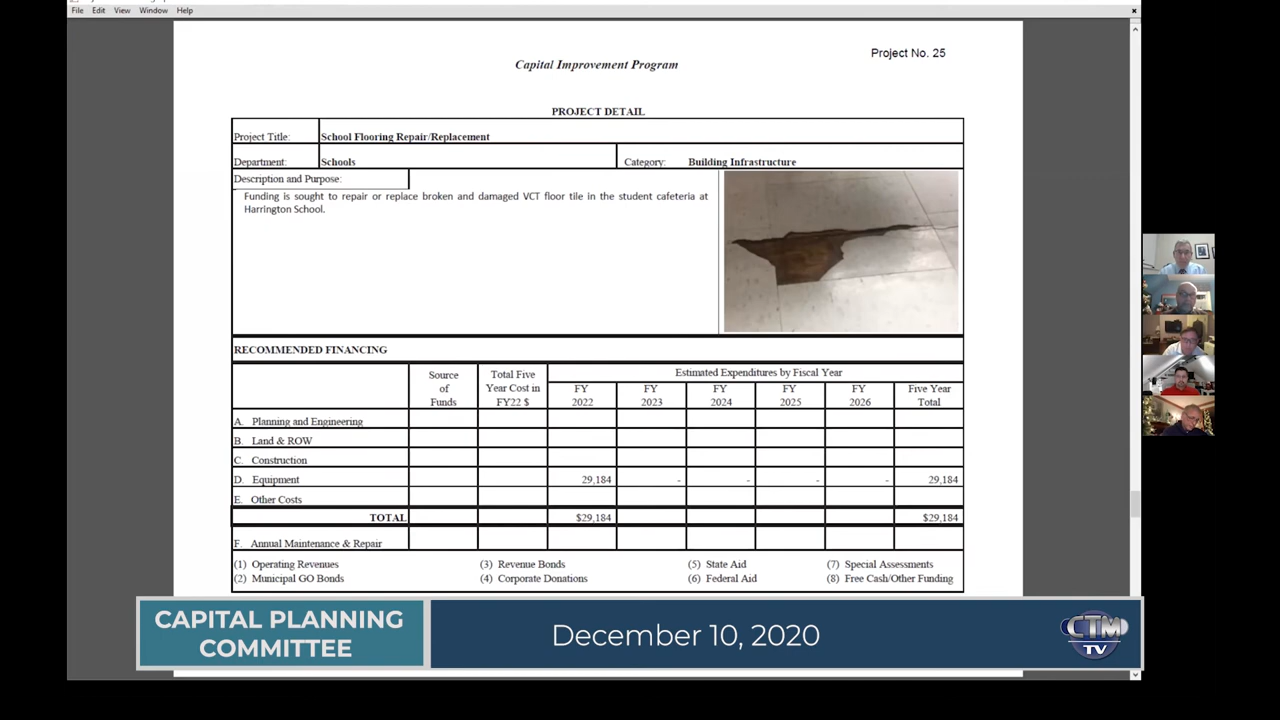 File Edit View Window Help
Project No. 25
Capital Improvement Program
PROJECT DETAIL
Project Title: School Flooring Repair/Replacement
Department: Schools Category: Building Infrastructure
Description and Purpose:
Funding is sought to repair or replace broken and damaged VCT floor tile in the student cafeteria at
Harrington School.
RECOMMENDED FINANCING
Source of Funds
Total Five Year Cost in FY22 $
Estimated Expenditures by Fiscal Year
FY 2022 FY 2023 FY 2024 FY 2025 FY 2026 Five Year Total
A. Planning and Engineering
B. Land & ROW
C. Construction
D. Equipment 29,184 - - - - 29,184
E. Other Costs
TOTAL $29,184 $29,184
F. Annual Maintenance & Repair
(1) Operating Revenues (3) Revenue Bonds (5) State Aid (7) Special Assessments
(2) Municipal GO Bonds (4) Corporate Donations (6) Federal Aid (8) Free Cash/Other Funding
CAPITAL PLANNING
COMMITTEE
December 10, 2020
CTM
TV